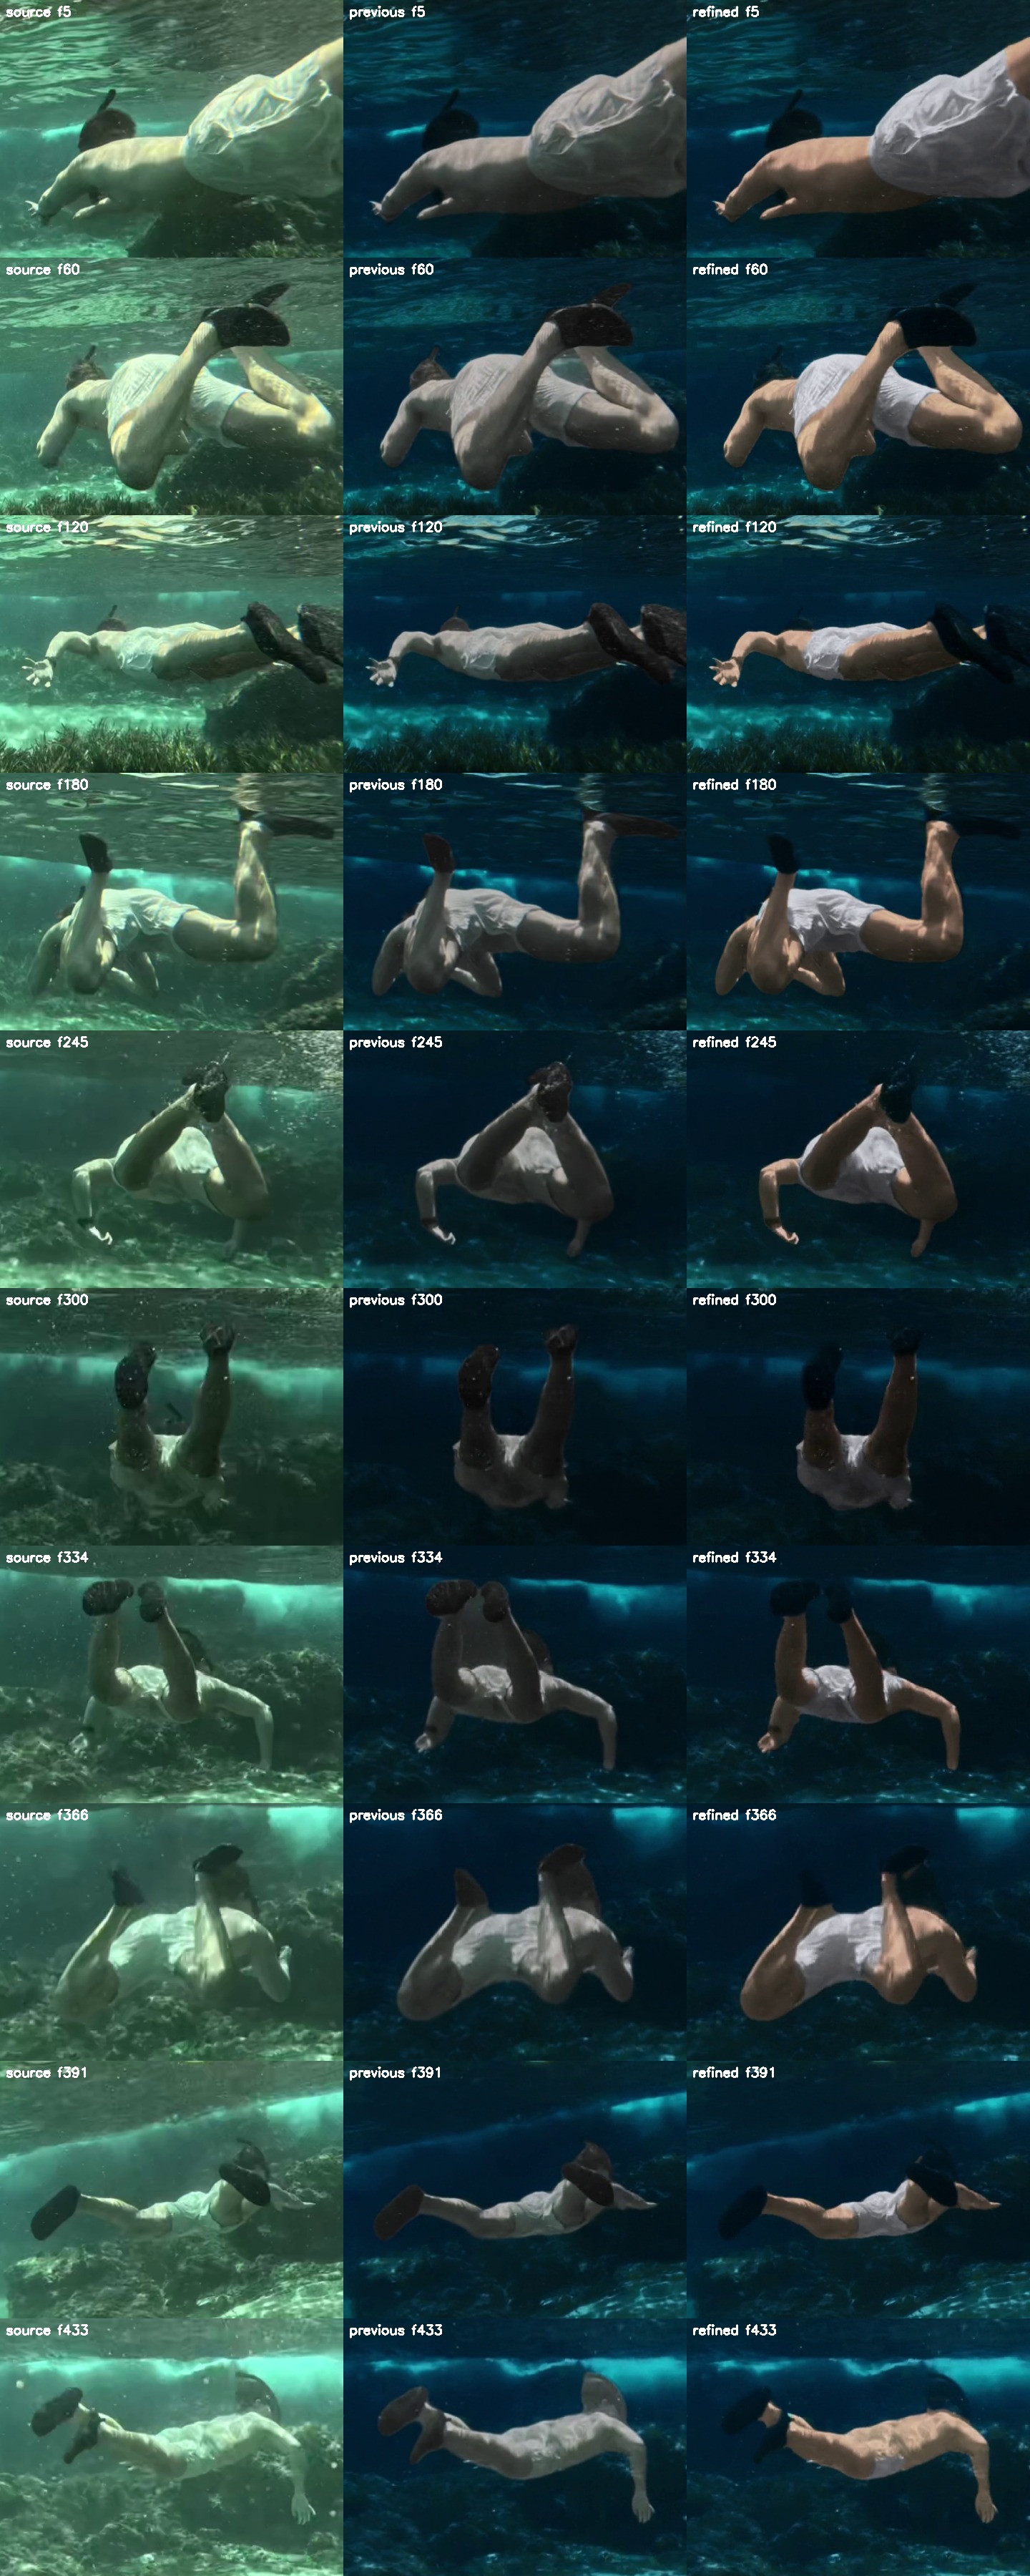 source f5 previous f5 refined f5
source f60 previous f60 refined f60
source f120 previous f120 refined f120
source f180 previous f180 refined f180
source f245 previous f245 refined f245
source f300 previous f300 refined f300
source f334 previous f334 refined f334
source f366 previous f366 refined f366
source f391 previous f391 refined f391
source f433 previous f433 refined f433